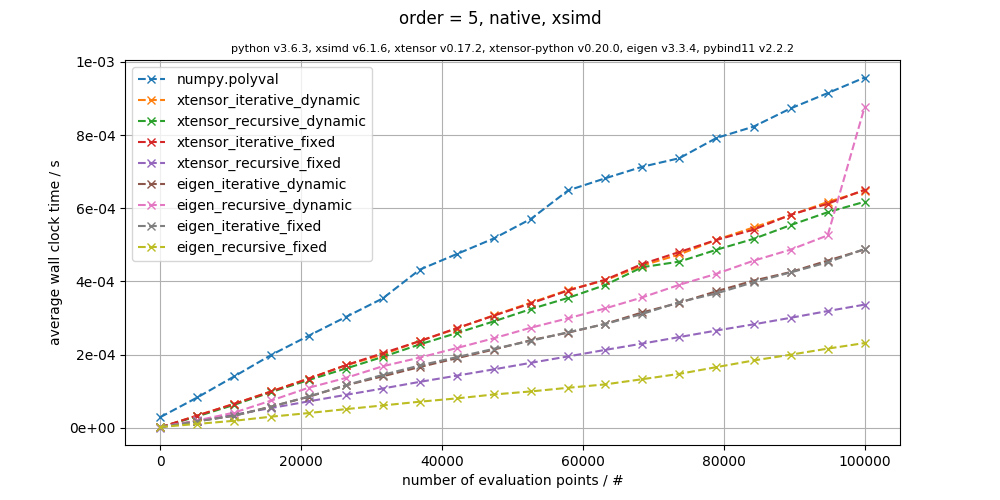 order = 5, native, xsimd
python v3.6.3, xsimd v6.1.6, xtensor v0.17.2, xtensor-python v0.20.0, eigen v3.3.4, pybind11 v2.2.2
1e-03
8e-04
6e-04
4e-04
2e-04
0e+00
average wall clock time / s
numpy.polyval
xtensor_iterative_dynamic
xtensor_recursive_dynamic
xtensor_iterative_fixed
xtensor_recursive_fixed
eigen_iterative_dynamic
eigen_recursive_dynamic
eigen_iterative_fixed
eigen_recursive_fixed
0 20000 40000 60000 80000 100000
number of evaluation points / #